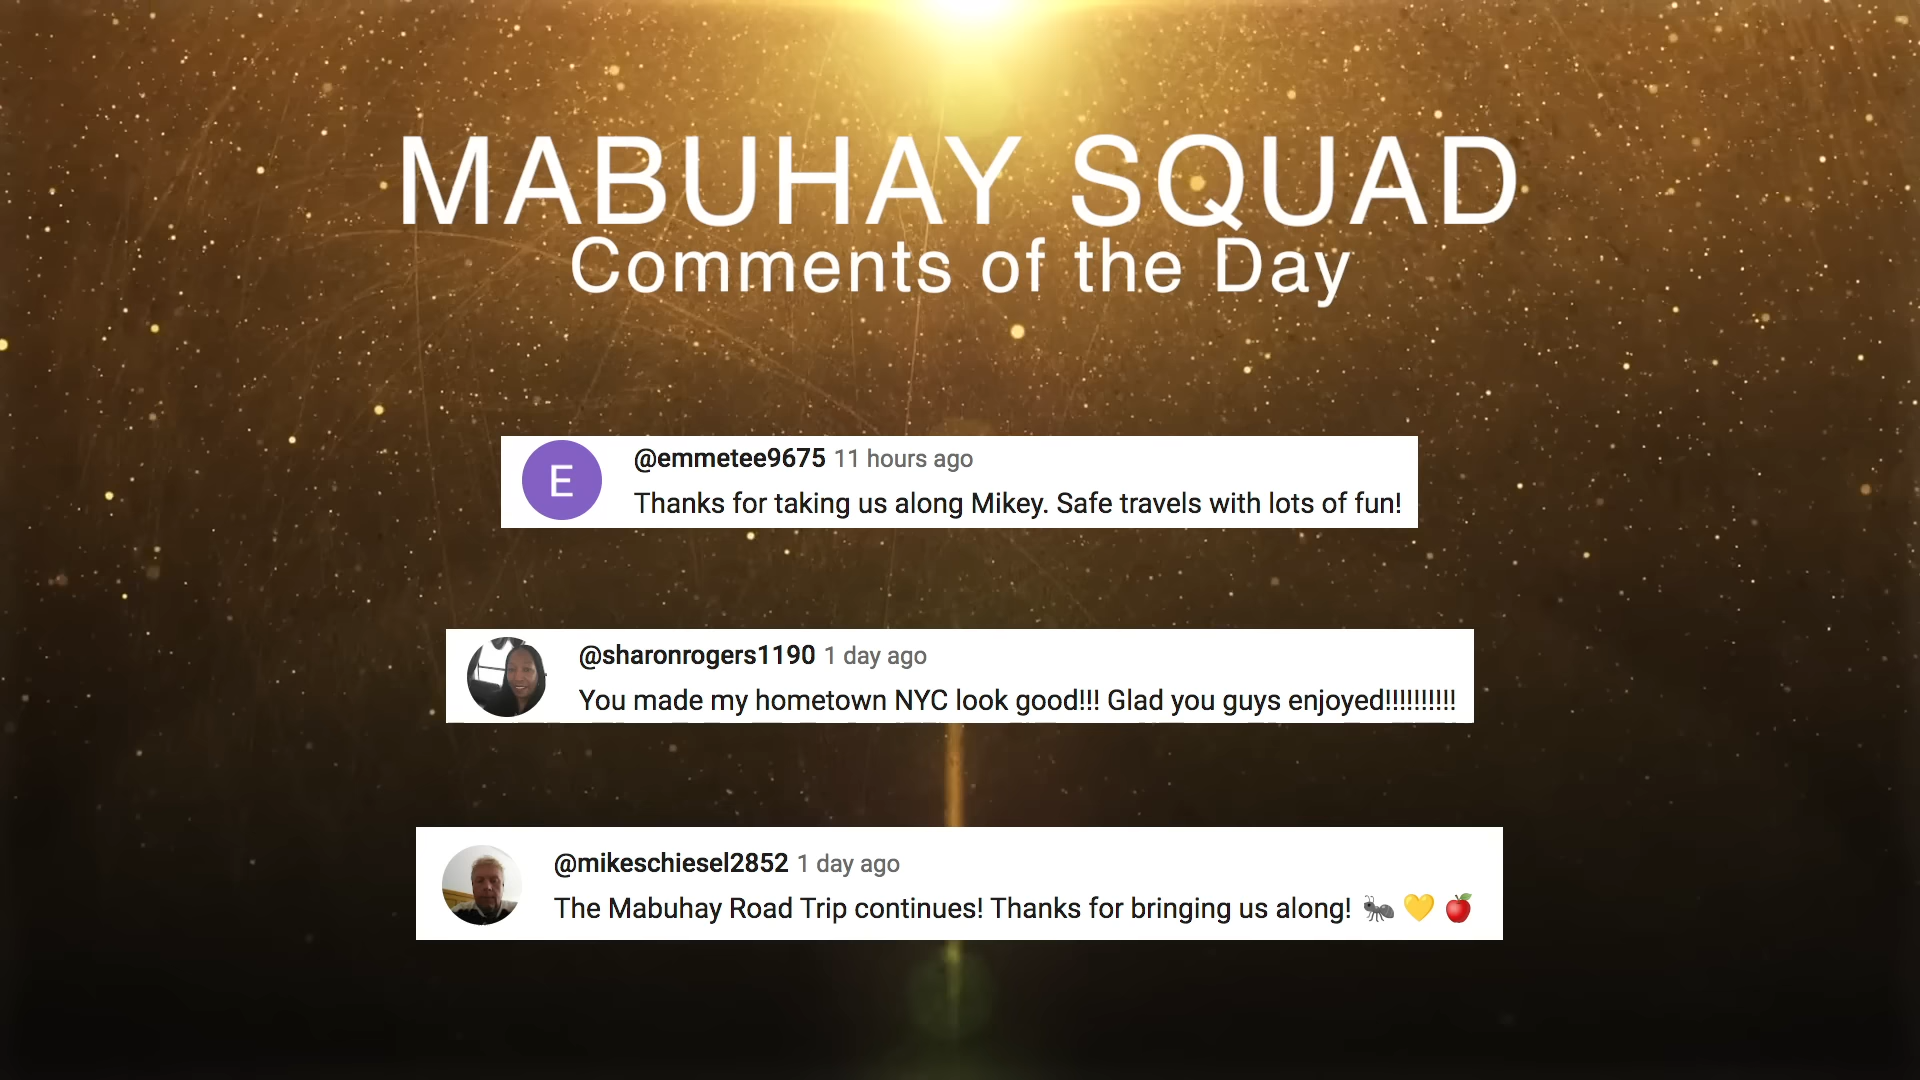 MABUHAY SQUAD
Comments of the Day
E
@emmetee9675 11 hours ago
Thanks for taking us along Mikey. Safe travels with lots of fun!
@sharonrogers1190 1 day ago
You made my hometown NYC look good!!! Glad you guys enjoyed!!!!!!!!!!
@mikeschiesel2852 1 day ago
The Mabuhay Road Trip continues! Thanks for bringing us along! 🐜 💛 🍎